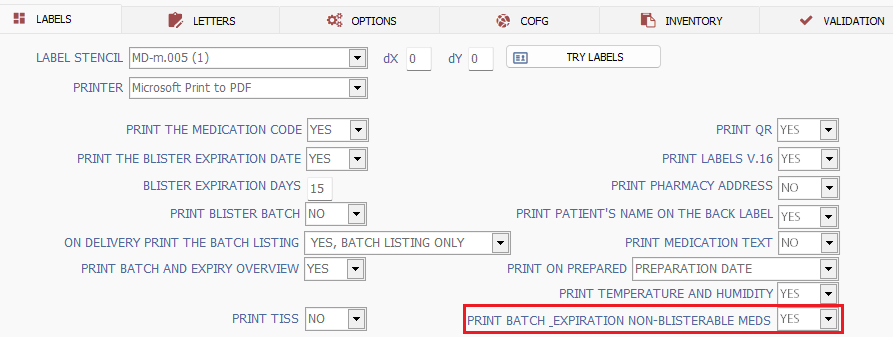 LABELS LETTERS OPTIONS COFG INVENTORY VALIDATION
LABEL STENCIL MD-m.005 (1) dX 0 dY 0 TRY LABELS
PRINTER Microsoft Print to PDF
PRINT THE MEDICATION CODE YES PRINT QR YES
PRINT THE BLISTER EXPIRATION DATE YES PRINT LABELS V.16 YES
BLISTER EXPIRATION DAYS 15 PRINT PHARMACY ADDRESS NO
PRINT BLISTER BATCH NO PRINT PATIENT'S NAME ON THE BACK LABEL YES
ON DELIVERY PRINT THE BATCH LISTING YES, BATCH LISTING ONLY PRINT MEDICATION TEXT NO
PRINT BATCH AND EXPIRY OVERVIEW YES PRINT ON PREPARED PREPARATION DATE
PRINT TEMPERATURE AND HUMIDITY YES
PRINT TISS NO PRINT BATCH _EXPIRATION NON-BLISTERABLE MEDS YES